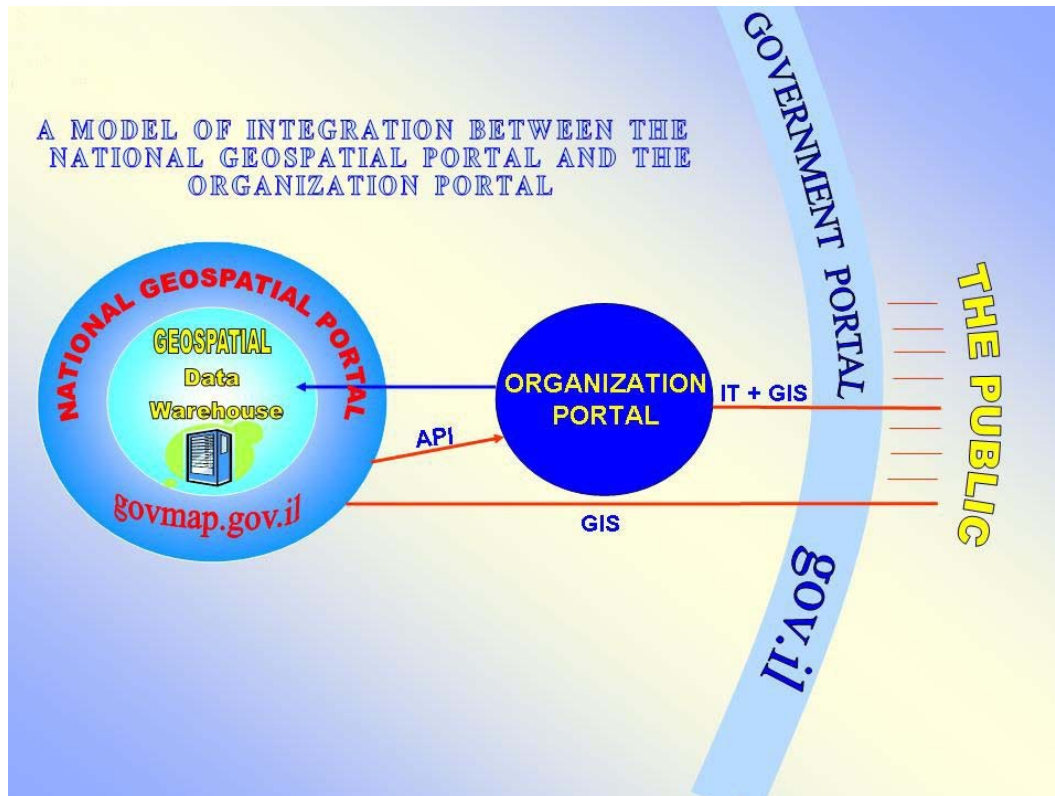 A MODEL OF INTEGRATION BETWEEN THE
NATIONAL GEOSPATIAL PORTAL AND THE
ORGANIZATION PORTAL
NATIONAL GEOSPATIAL PORTAL
GEOSPATIAL
Data
Warehouse
govmap.gov.il
API
ORGANIZATION
PORTAL
IT + GIS
GIS
GOVERNMENT PORTAL
gov.il
THE PUBLIC